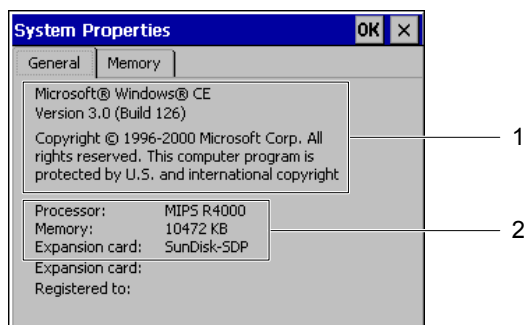 System Properties OK ×
General Memory
Microsoft® Windows® CE
Version 3.0 (Build 126)
Copyright © 1996-2000 Microsoft Corp. All
rights reserved. This computer program is
protected by U.S. and international copyright
1
Processor: MIPS R4000
Memory: 10472 KB
Expansion card: SunDisk-SDP
2
Expansion card:
Registered to: